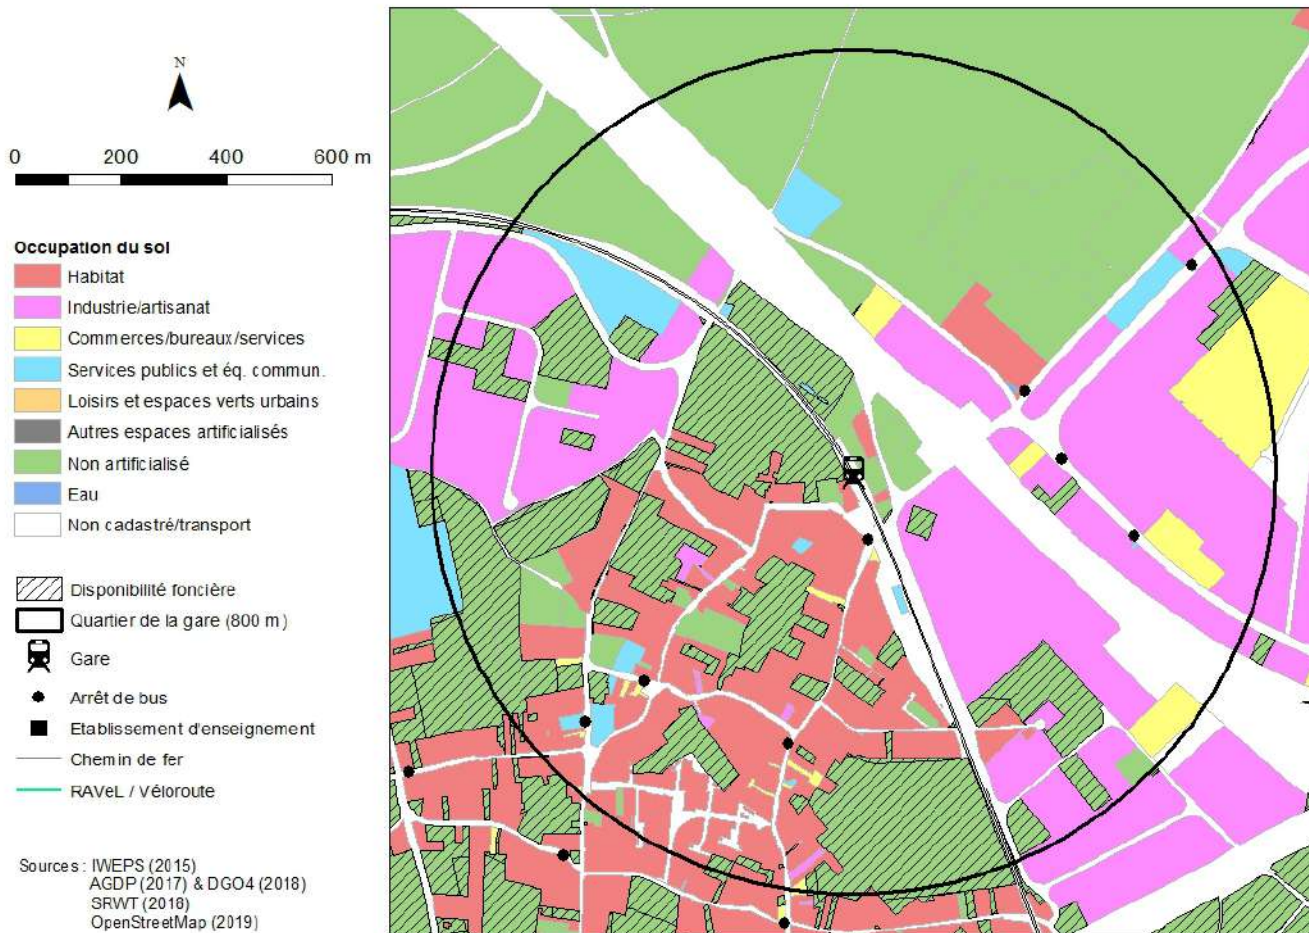 N
0 200 400 600 m
Occupation du sol
Habitat
Industrie/artisanat
Commerces/bureaux/services
Services publics et éq. commun.
Loisirs et espaces verts urbains
Autres espaces artificialisés
Non artificialisé
Eau
Non cadastré/transport
Disponibilité foncière
Quartier de la gare (800 m)
Gare
Arrêt de bus
Etablissement d'enseignement
Chemin de fer
RAVeL / Véloroute
Sources : IWEPS (2015)
AGDP (2017) & DGO4 (2018)
SRWT (2018)
OpenStreetMap (2019)